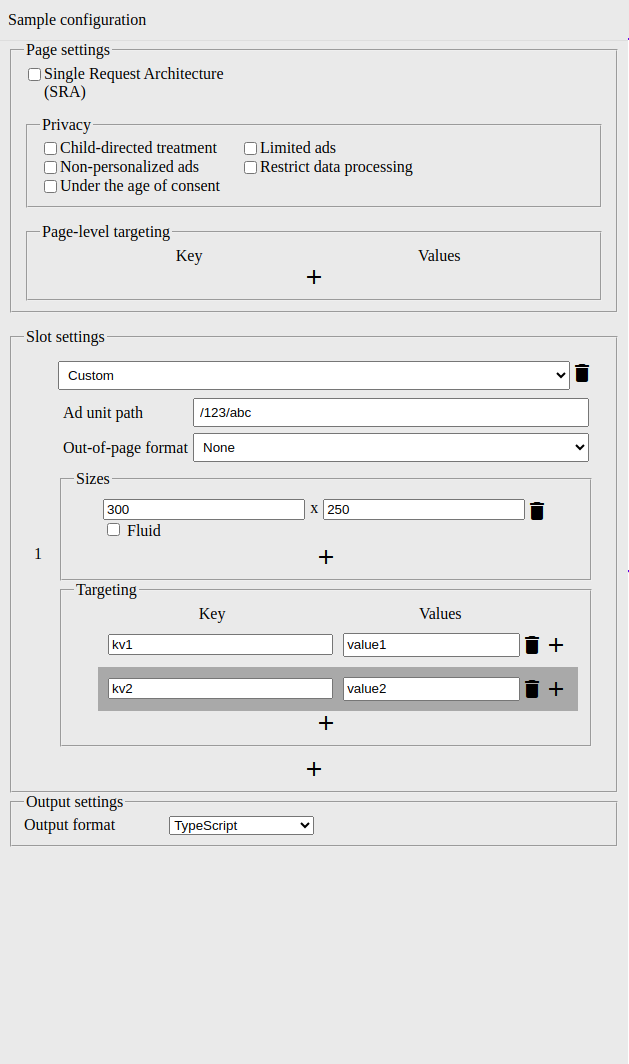 Sample configuration
Page settings
Single Request Architecture
(SRA)
Privacy
Child-directed treatment
Limited ads
Non-personalized ads
Restrict data processing
Under the age of consent
Page-level targeting
Key Values
+
Slot settings
Custom
Ad unit path /123/abc
Out-of-page format None
Sizes
300 x 250
Fluid
+
1
Targeting
Key Values
kv1 value1 +
kv2 value2 +
+
+
Output settings
Output format TypeScript